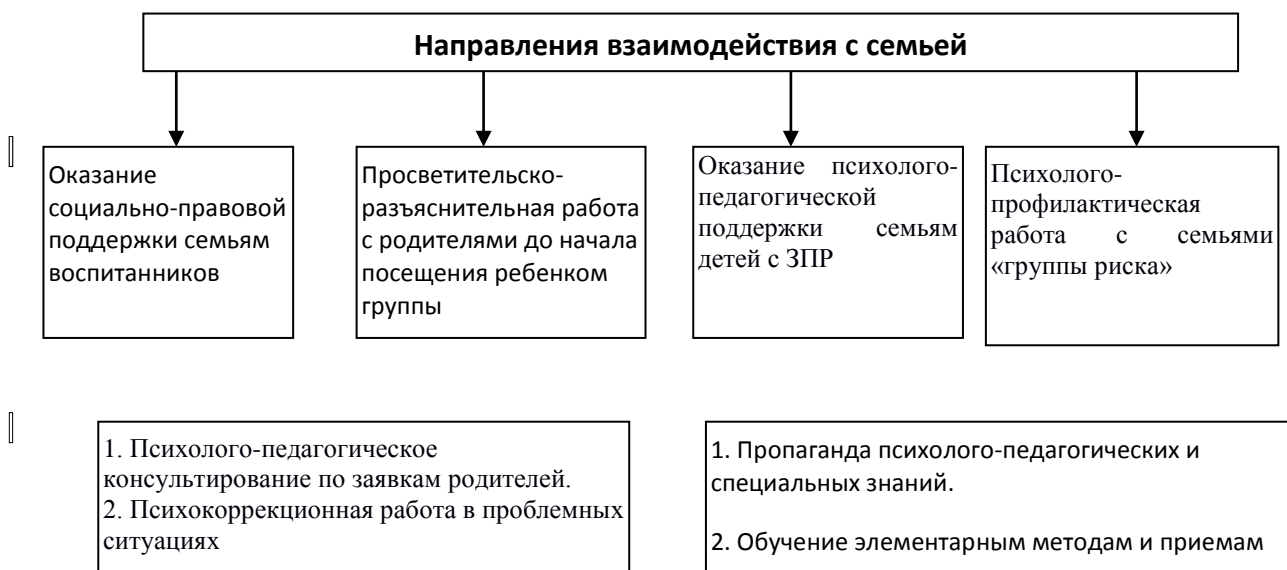 Направления взаимодействия с семьей
Оказание
социально-правовой
поддержки семьям
воспитанников
Просветительско-
разъяснительная работа
с родителями до начала
посещения ребенком
группы
Оказание психолого-
педагогической
поддержки семьям
детей с ЗПР
Психолого-
профилактическая
работа с семьями
«группы риска»
1. Психолого-педагогическое
консультирование по заявкам родителей.
2. Психокоррекционная работа в проблемных
ситуациях
1. Пропаганда психолого-педагогических и
специальных знаний.
2. Обучение элементарным методам и приемам